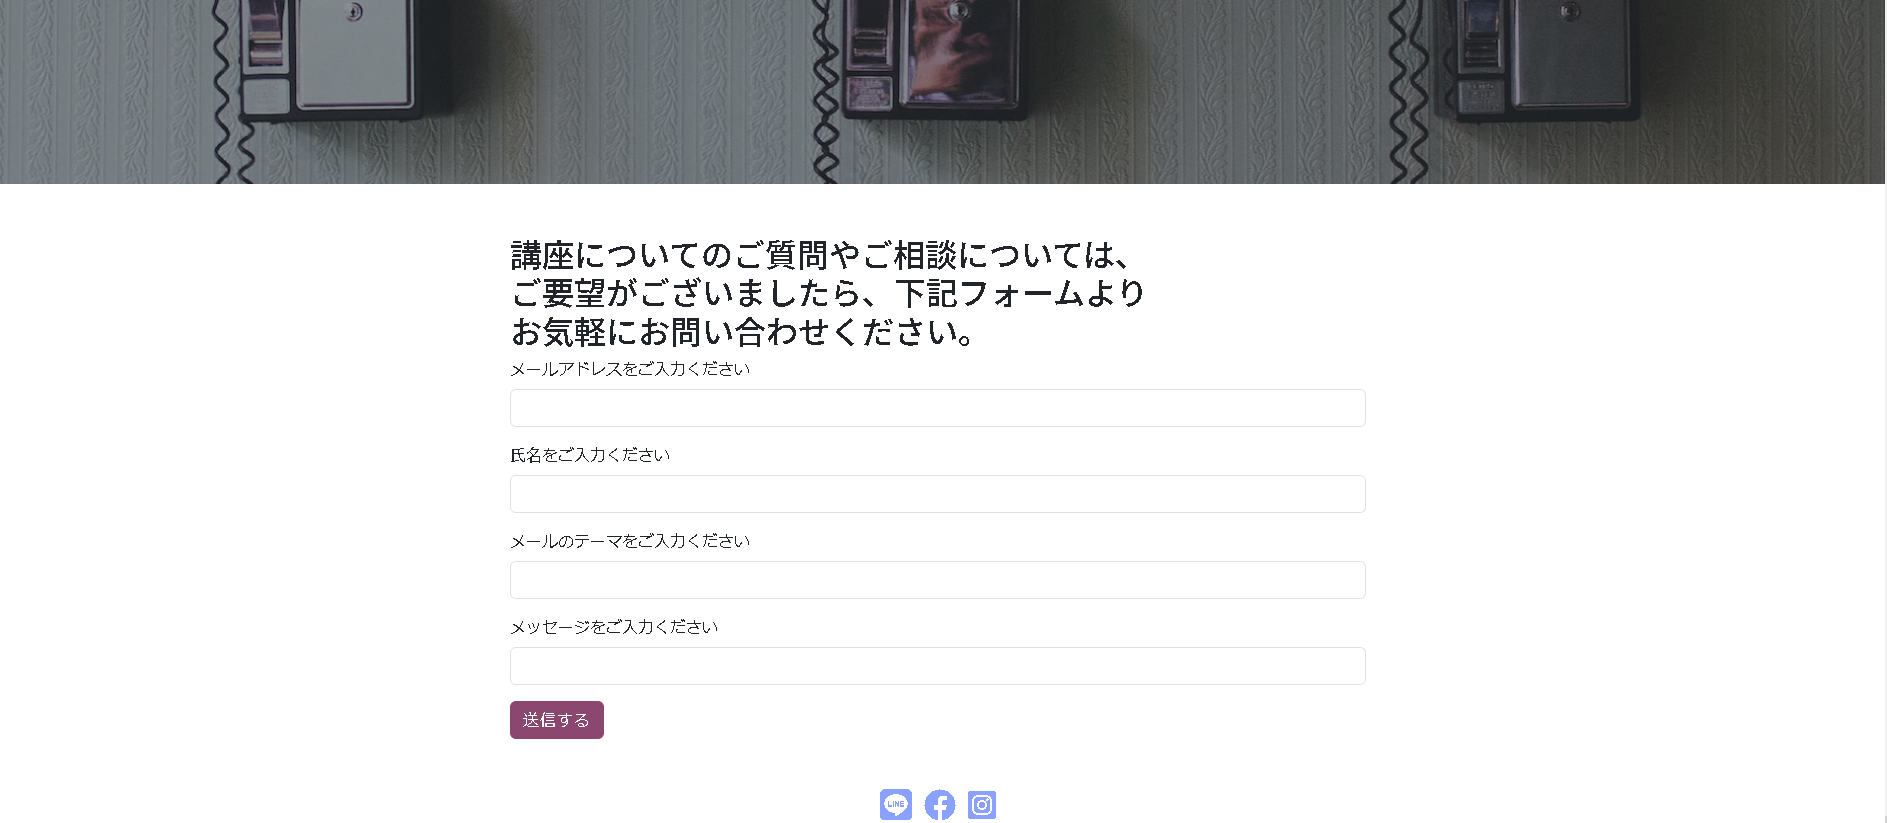 講座についてのご質問やご相談については、
ご要望がございましたら、下記フォームより
お気軽にお問い合わせください。
メールアドレスをご入力ください
氏名をご入力ください
メールのテーマをご入力ください
メッセージをご入力ください
送信する
LINE